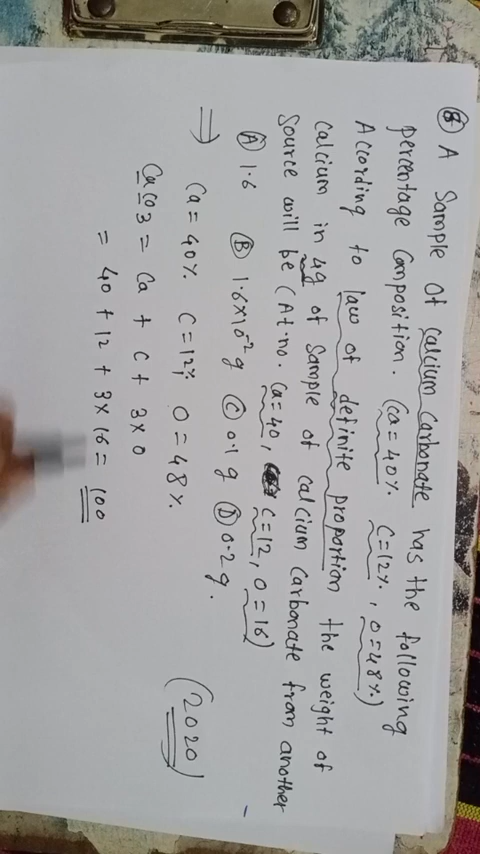 ⑧ A Sample Of calcium carbonate has the following
percentage composition. (ca = 40% C=12%, O=48%)
According to law of definite proportion the weight of
calcium in 4g of Sample of calcium carbonate from another
Source will be (At.no. Ca=40, C=12, O=16)
Ⓐ 1.6 Ⓑ 1.6×10⁻² g Ⓒ 0.1 g Ⓓ 0.2 g.
⇒ Ca = 40% C=12% O=48%.
(2020)
CaCO3 = Ca + C + 3×O
= 40 + 12 + 3×16 = 100